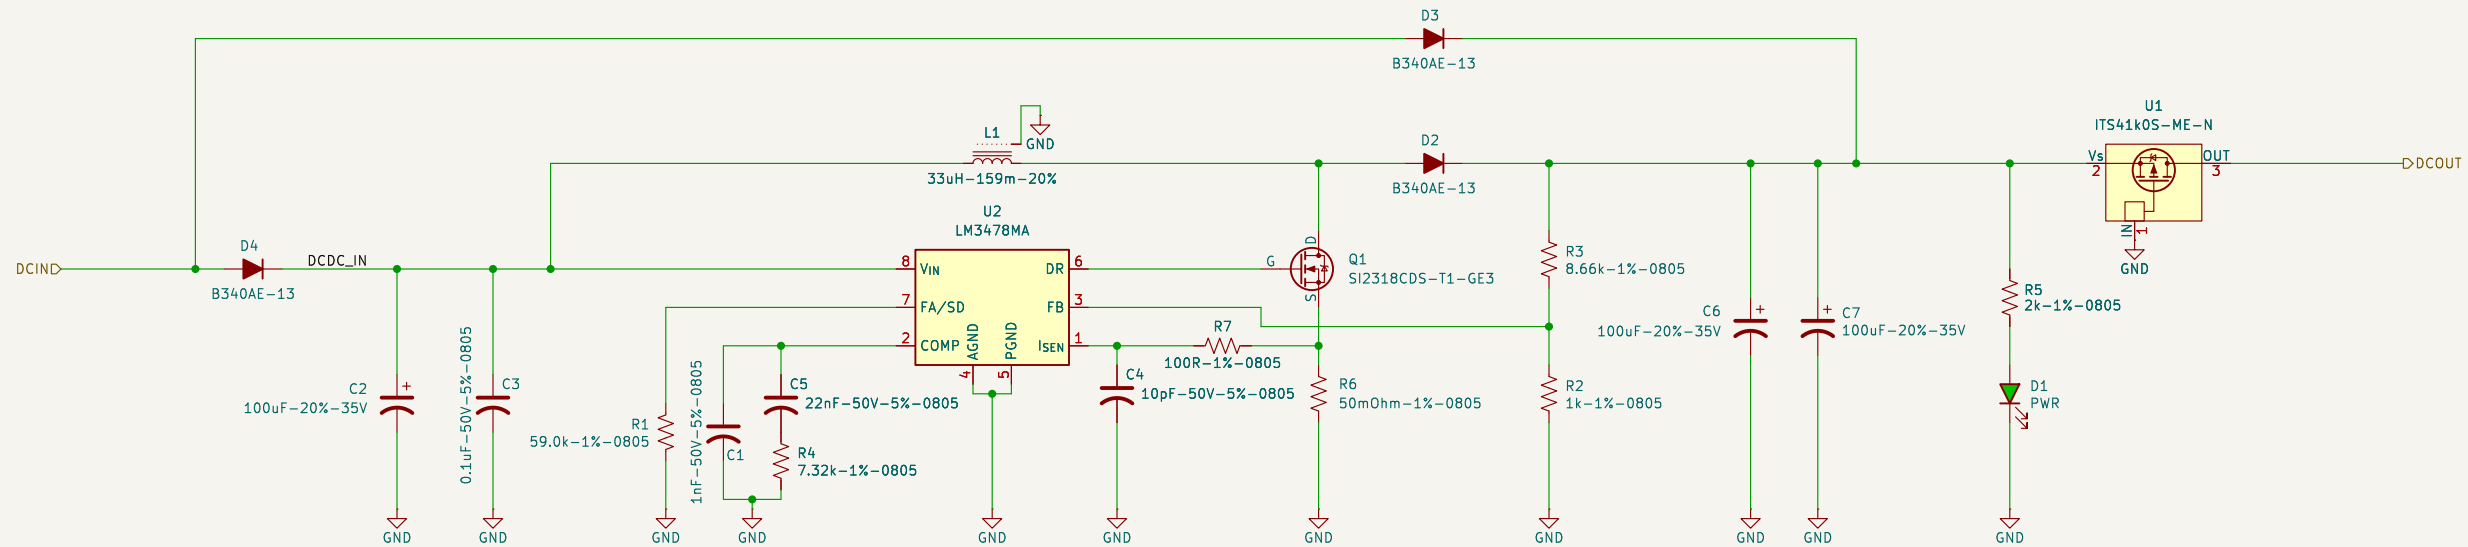 D3
B340AE-13
DCIN
D4
B340AE-13
DCDC_IN
L1
GND
33uH-159m-20%
D2
B340AE-13
U1
ITS41k0S-ME-N
Vs
2
OUT
3
IN
1
GND
DCOUT
U2
LM3478MA
8
VIN
7
FA/SD
2
COMP
AGND
4
PGND
5
DR
6
FB
3
ISEN
1
G
D
S
Q1
SI2318CDS-T1-GE3
R3
8.66k-1%-0805
R7
100R-1%-0805
C2
100uF-20%-35V
+
C3
0.1uF-50V-5%-0805
R1
59.0k-1%-0805
C1
1nF-50V-5%-0805
C5
22nF-50V-5%-0805
R4
7.32k-1%-0805
C4
10pF-50V-5%-0805
R6
50mOhm-1%-0805
R2
1k-1%-0805
C6
100uF-20%-35V
+
C7
100uF-20%-35V
+
R5
2k-1%-0805
D1
PWR
GND
GND
GND
GND
GND
GND
GND
GND
GND
GND
GND